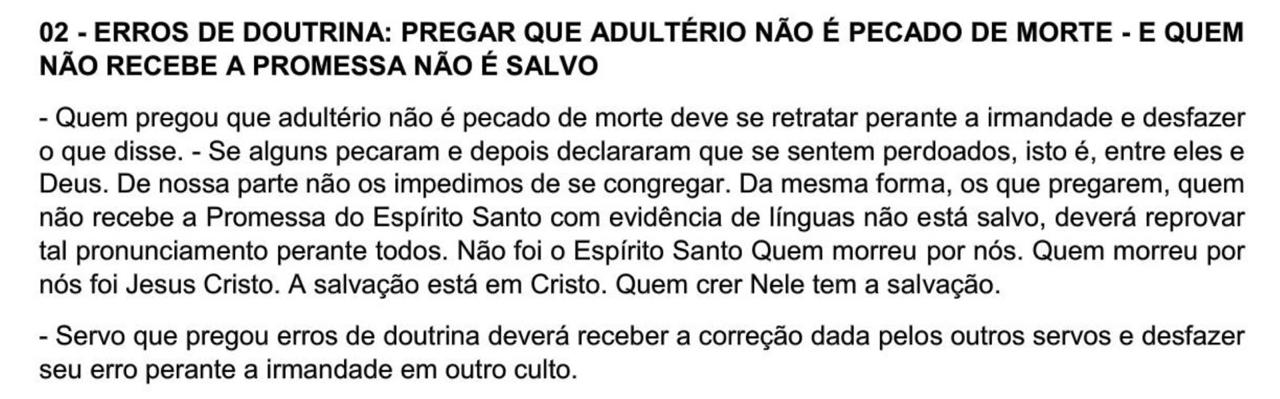 02 - ERROS DE DOUTRINA: PREGAR QUE ADULTÉRIO NÃO É PECADO DE MORTE - E QUEM
NÃO RECEBE A PROMESSA NÃO É SALVO
- Quem pregou que adultério não é pecado de morte deve se retratar perante a irmandade e desfazer
o que disse. - Se alguns pecaram e depois declararam que se sentem perdoados, isto é, entre eles e
Deus. De nossa parte não os impedimos de se congregar. Da mesma forma, os que pregarem, quem
não recebe a Promessa do Espírito Santo com evidência de línguas não está salvo, deverá reprovar
tal pronunciamento perante todos. Não foi o Espírito Santo Quem morreu por nós. Quem morreu por
nós foi Jesus Cristo. A salvação está em Cristo. Quem crer Nele tem a salvação.
- Servo que pregou erros de doutrina deverá receber a correção dada pelos outros servos e desfazer
seu erro perante a irmandade em outro culto.